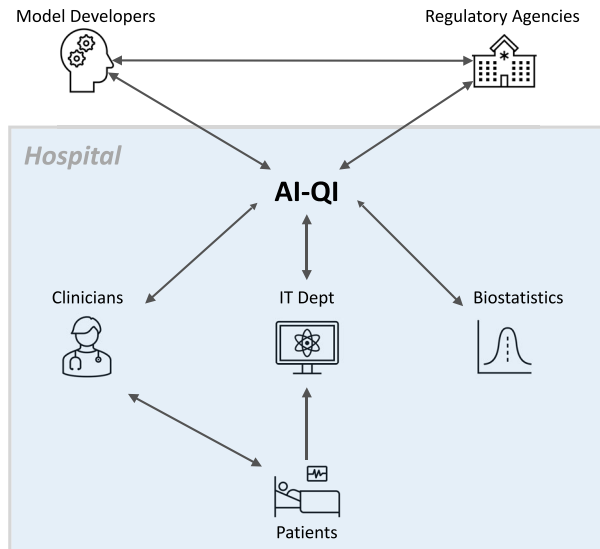 Model Developers
Regulatory Agencies
Hospital
AI-QI
Clinicians
IT Dept
Biostatistics
Patients